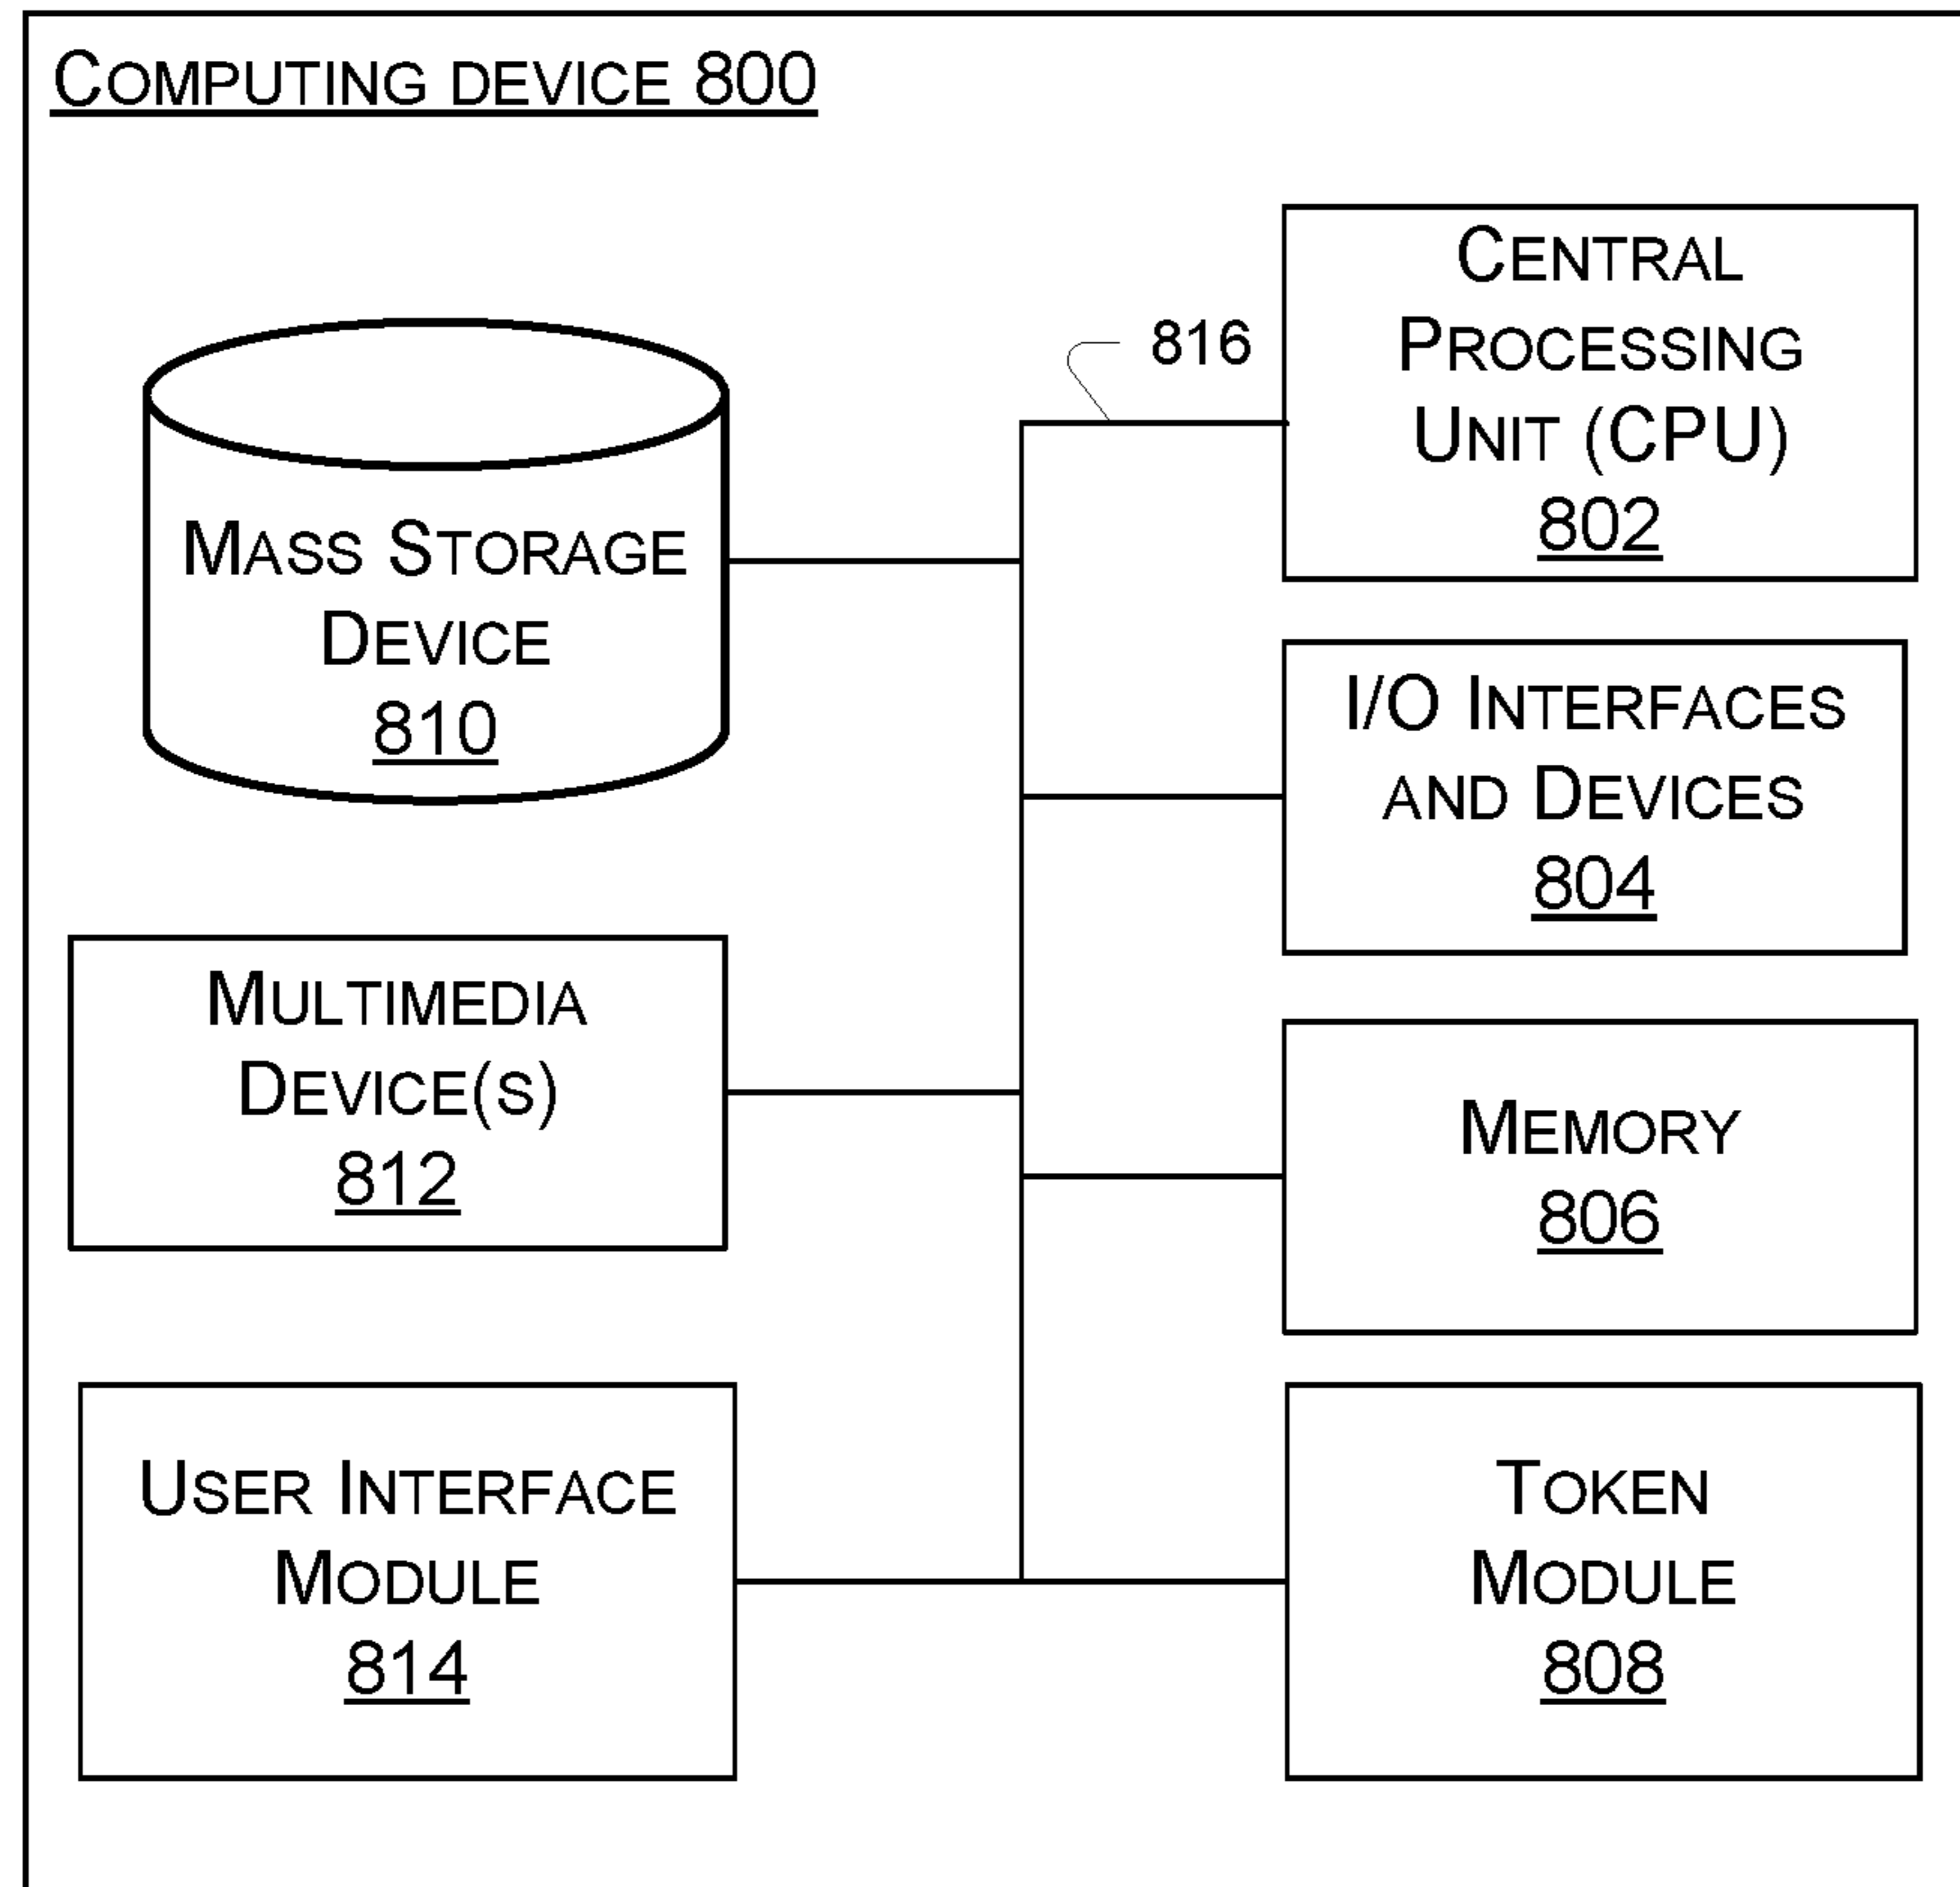 COMPUTING DEVICE 800
816
CENTRAL
PROCESSING
UNIT (CPU)
802
MASS STORAGE
DEVICE
810
I/O INTERFACES
AND DEVICES
804
MULTIMEDIA
DEVICE(S)
812
MEMORY
806
USER INTERFACE
MODULE
814
TOKEN
MODULE
808